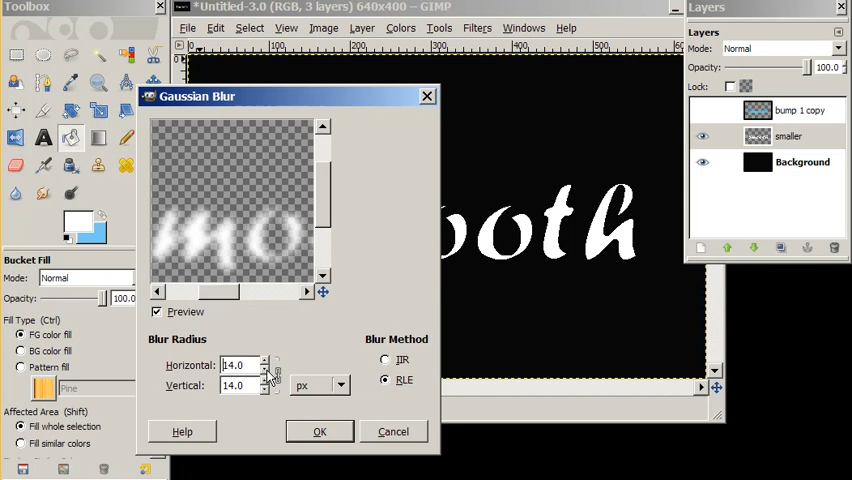 Toolbox
*Untitled-3.0 (RGB, 3 layers) 640x400 – GIMP
File Edit Select View Image Layer Colors Tools Filters Windows Help
0 100 200 300 400 500
Layers
Layers
Mode: Normal
Opacity: 100.0
Lock:
bump 1 copy
smaller
Background
Gaussian Blur
mo
ooth
Preview
Blur Radius
Horizontal: 14.0
Vertical: 14.0
px
Blur Method
IIR
RLE
Help OK Cancel
Bucket Fill
Mode: Normal
Opacity: 100.0
Fill Type (Ctrl)
FG color fill
BG color fill
Pattern fill
Pine
Affected Area (Shift)
Fill whole selection
Fill similar colors